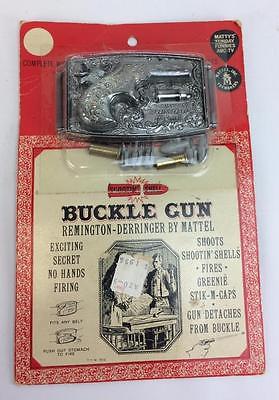 COMPLETE
MATTY'S
SUNDAY
FUNNIES
ABC-TV
SHOOTIN' SHELL
BUCKLE GUN
REMINGTON-DERRINGER BY MATTEL
EXCITING
SECRET
NO HANDS
FIRING
FITS ANY BELT
PUSH OUT STOMACH
TO FIRE
SHOOTS
SHOOTIN' SHELLS
• FIRES •
GREENIE
STIK-M-CAPS
•
GUN DETACHES
FROM BUCKLE